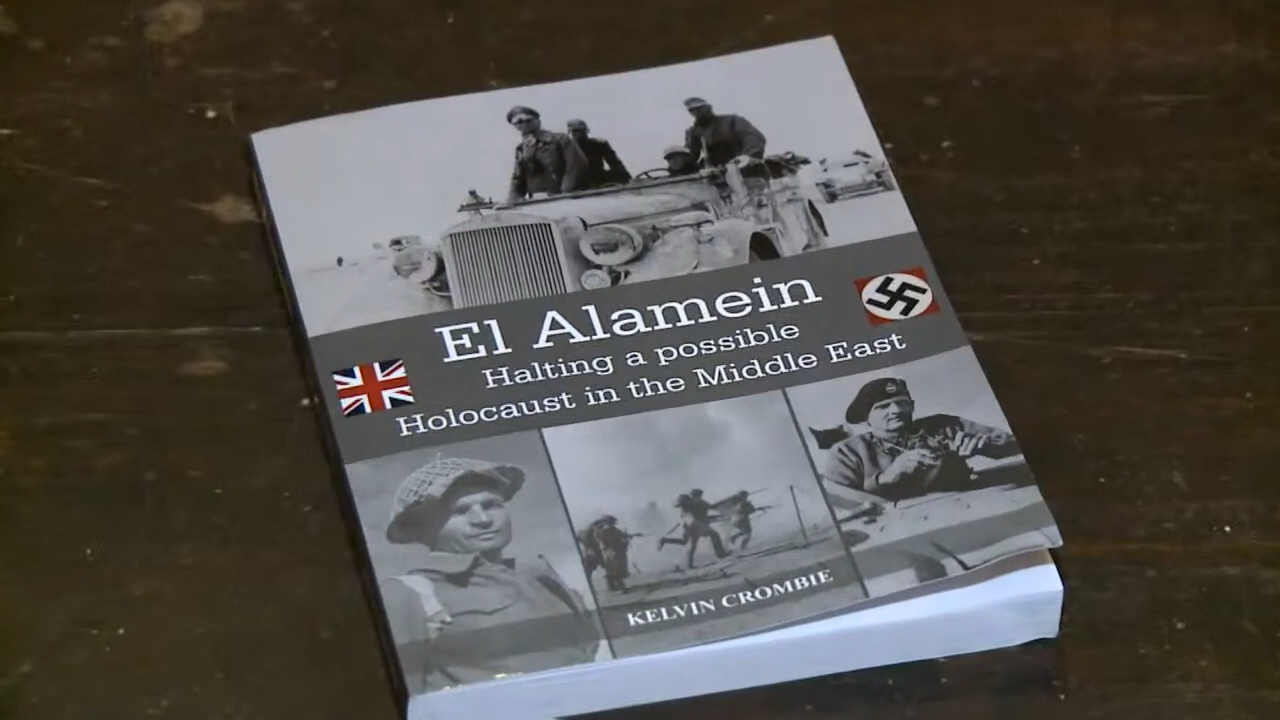 El Alamein
Halting a possible
Holocaust in the Middle East
KELVIN CROMBIE